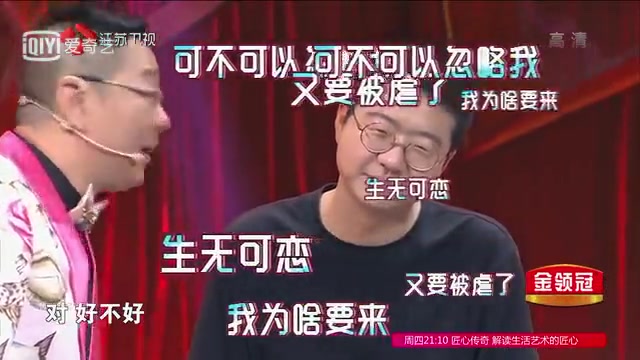 iQIYI 爱奇艺
江苏卫视
高清
可不可以 可不可以忽略我
又要被虐了
我为啥要来
生无可恋
生无可恋
又要被虐了
金领冠
对 好不好
我为啥要来
周四21:10 匠心传奇 解读生活艺术的匠心